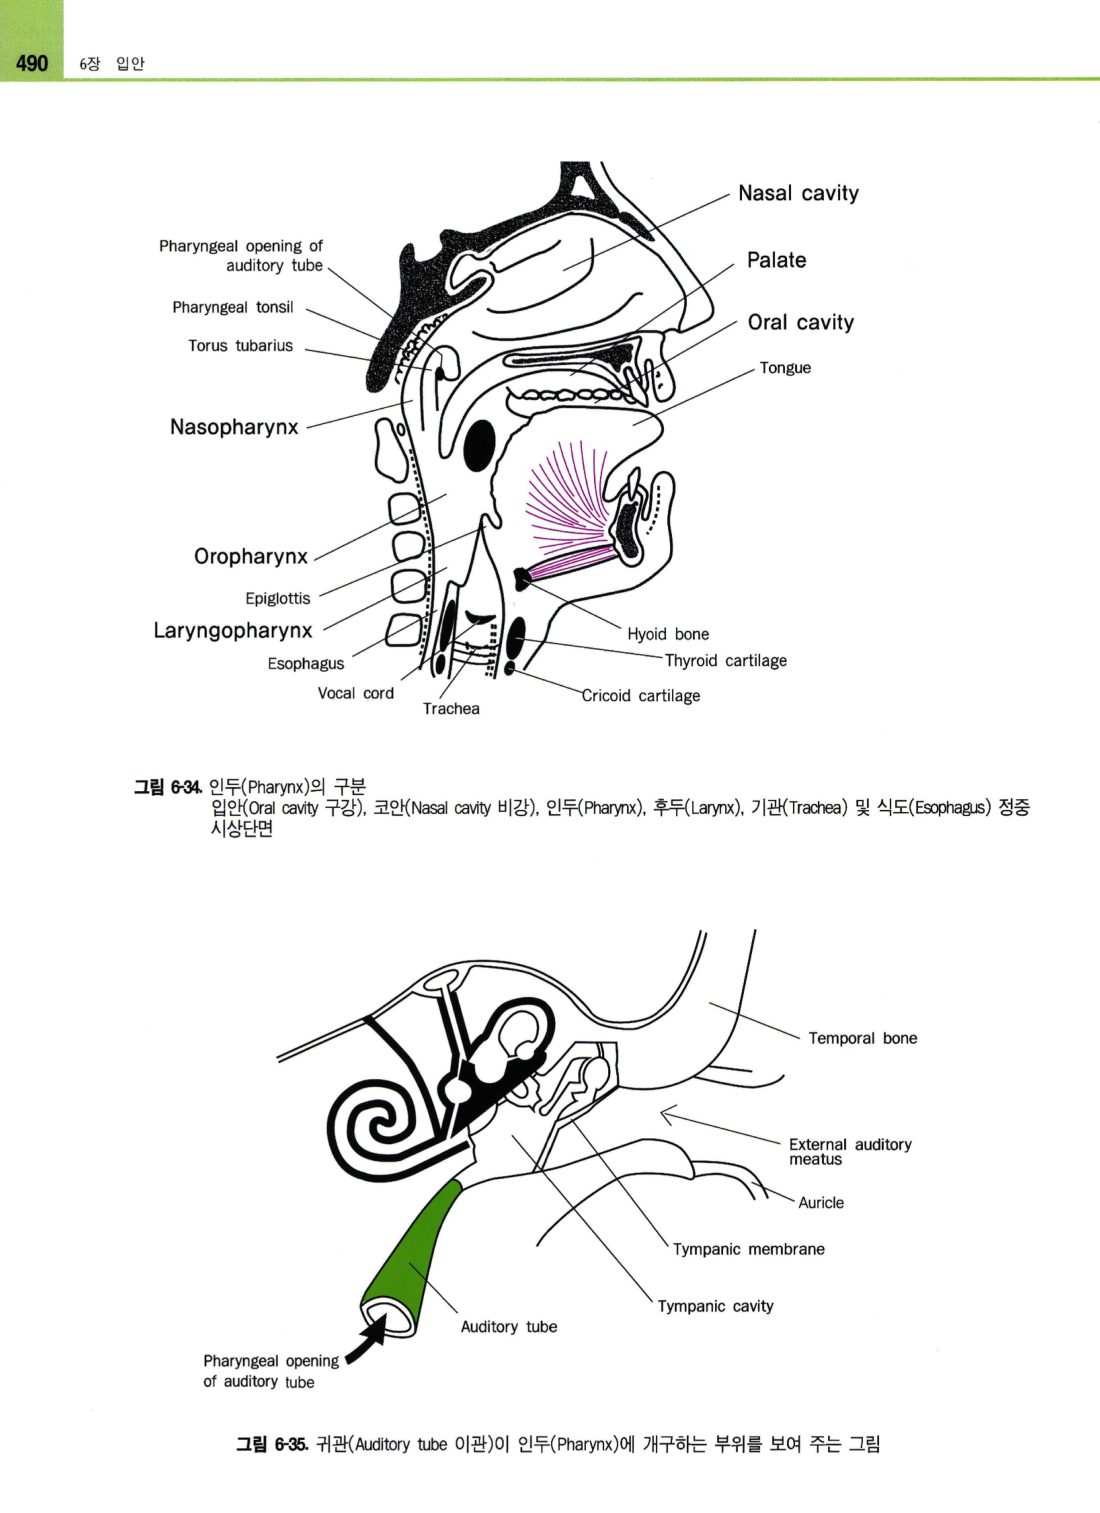 490
6장 입안
Nasal cavity
Pharyngeal opening of
auditory tube
Palate
Pharyngeal tonsil
Oral cavity
Torus tubarius
Tongue
Nasopharynx
Oropharynx
Epiglottis
Laryngopharynx
Hyoid bone
Esophagus
Thyroid cartilage
Vocal cord
Cricoid cartilage
Trachea
그림 6-34. 인두(Pharynx)의 구분
입안(Oral cavity 구강), 코안(Nasal cavity 비강), 인두(Pharynx), 후두(Larynx), 기관(Trachea) 및 식도(Esophagus) 정중
시상단면
Temporal bone
External auditory
meatus
Auricle
Tympanic membrane
Tympanic cavity
Auditory tube
Pharyngeal opening
of auditory tube
그림 6-35. 귀관(Auditory tube 이관)이 인두(Pharynx)에 개구하는 부위를 보여 주는 그림